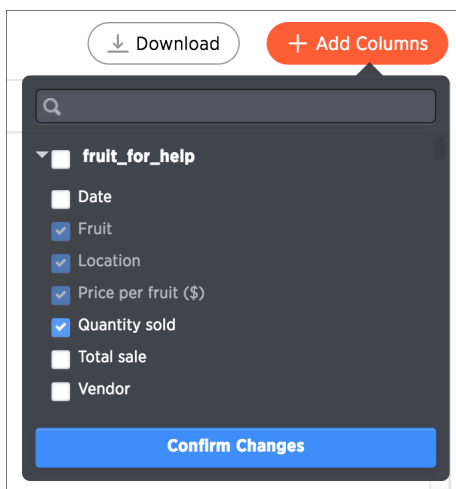 Download
+ Add Columns
fruit_for_help
Date
Fruit
Location
Price per fruit ($)
Quantity sold
Total sale
Vendor
Confirm Changes